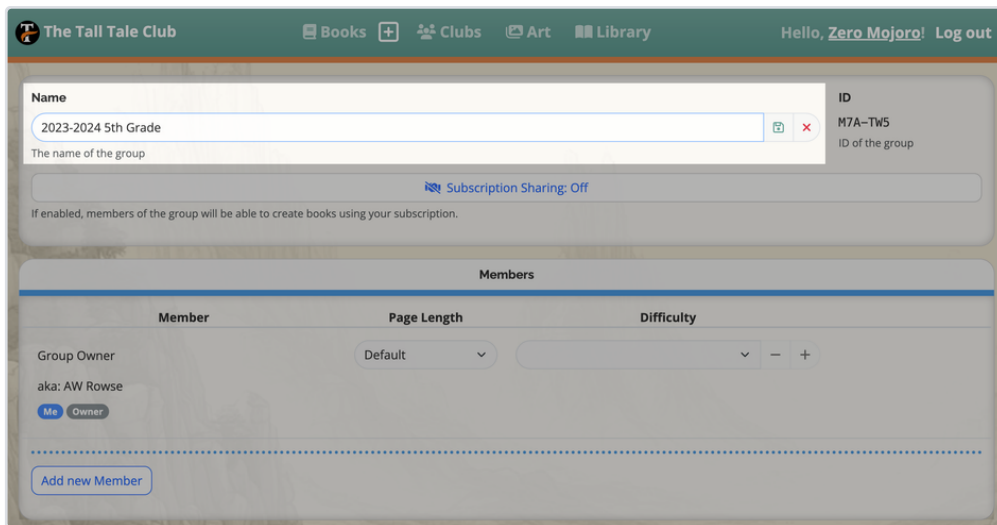 The Tall Tale Club
Books
Clubs
Art
Library
Hello, Zero Mojoro! Log out
Name
2023-2024 5th Grade
The name of the group
ID
M7A-TW5
ID of the group
Subscription Sharing: Off
If enabled, members of the group will be able to create books using your subscription.
Members
Member
Page Length
Difficulty
Group Owner
Default
aka: AW Rowse
Me
Owner
Add new Member